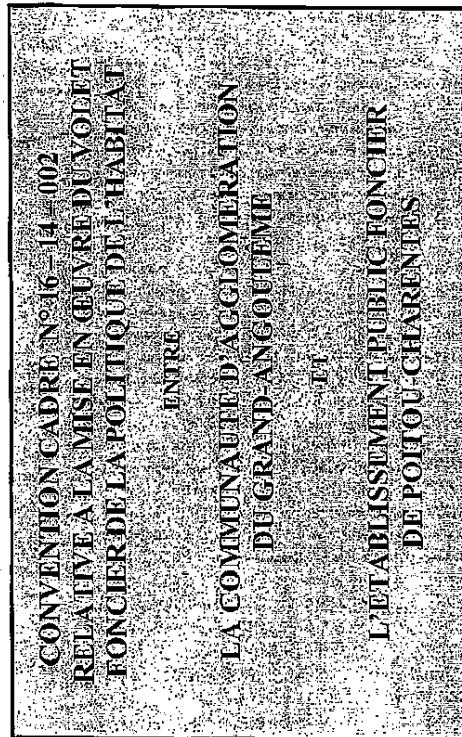 CONVENTION CADRE N°16 – 14 – 002
RELATIVE A LA MISE EN ŒUVRE DU VOLET
FONCIER DE LA POLITIQUE DE L'HABITAT
ENTRE
LA COMMUNAUTE D'AGGLOMERATION
DU GRAND-ANGOULEME
ET
L'ETABLISSEMENT PUBLIC FONCIER
DE POITOU-CHARENTES